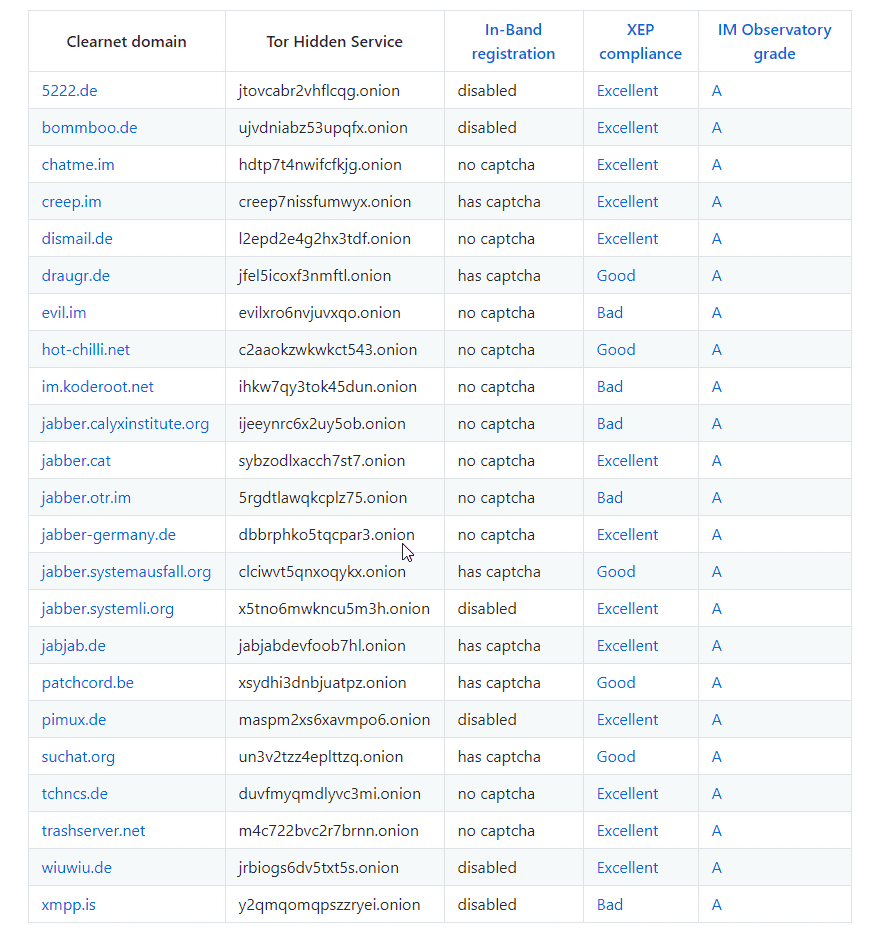 Clearnet domain Tor Hidden Service In-Band registration XEP compliance IM Observatory grade
5222.de jtovcabr2vhflcqg.onion disabled Excellent A
bommboo.de ujvdniabz53upqfx.onion disabled Excellent A
chatme.im hdtp7t4nwifcfkjg.onion no captcha Excellent A
creep.im creep7nissfumwyx.onion has captcha Excellent A
dismail.de l2epd2e4g2hx3tdf.onion no captcha Excellent A
draugr.de jfel5icoxf3nmftl.onion has captcha Good A
evil.im evilxro6nvjuvxqo.onion no captcha Bad A
hot-chilli.net c2aaokzwkwkct543.onion no captcha Good A
im.koderoot.net ihkw7qy3tok45dun.onion no captcha Bad A
jabber.calyxinstitute.org ijeeynrc6x2uy5ob.onion no captcha Bad A
jabber.cat sybzodlxacch7st7.onion no captcha Excellent A
jabber.otr.im 5rgdtlawqkcplz75.onion no captcha Bad A
jabber-germany.de dbbrphko5tqcpar3.onion no captcha Excellent A
jabber.systemausfall.org clciwvt5qnxoqykx.onion has captcha Good A
jabber.systemli.org x5tno6mwkncu5m3h.onion disabled Excellent A
jabjab.de jabjabdevfoob7hl.onion has captcha Excellent A
patchcord.be xsydhi3dnbjuatpz.onion has captcha Good A
pimux.de maspm2xs6xavmpo6.onion disabled Excellent A
suchat.org un3v2tzz4eplttzq.onion has captcha Good A
tchncs.de duvfmyqmdlyvc3mi.onion no captcha Excellent A
trashserver.net m4c722bvc2r7brnn.onion no captcha Excellent A
wiuwiu.de jrbiogs6dv5txt5s.onion disabled Excellent A
xmpp.is y2qmqomqpszzryei.onion disabled Bad A